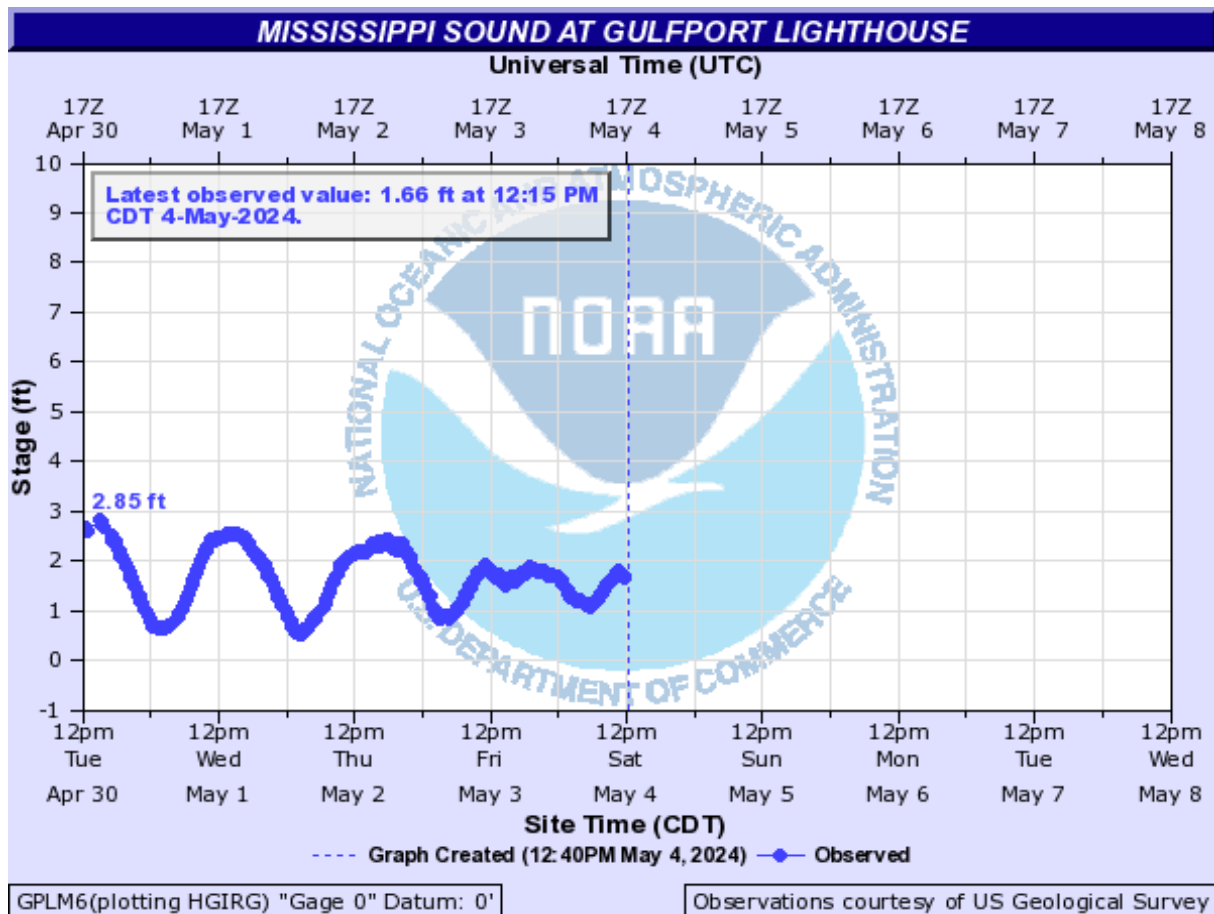 MISSISSIPPI SOUND AT GULFPORT LIGHTHOUSE
Universal Time (UTC)
17Z 17Z 17Z 17Z 17Z 17Z 17Z 17Z 17Z
Apr 30 May 1 May 2 May 3 May 4 May 5 May 6 May 7 May 8
10
Latest observed value: 1.66 ft at 12:15 PM
CDT 4-May-2024.
9
8
7
6
5
4
3
2
1
0
-1
Stage (ft)
2.85 ft
NATIONAL OCEANIC AND ATMOSPHERIC ADMINISTRATION
NOAA
U.S. DEPARTMENT OF COMMERCE
12pm 12pm 12pm 12pm 12pm 12pm 12pm 12pm 12pm
Tue Wed Thu Fri Sat Sun Mon Tue Wed
Apr 30 May 1 May 2 May 3 May 4 May 5 May 6 May 7 May 8
Site Time (CDT)
Graph Created (12:40PM May 4, 2024) Observed
GPLM6(plotting HGIRG) "Gage 0" Datum: 0'
Observations courtesy of US Geological Survey